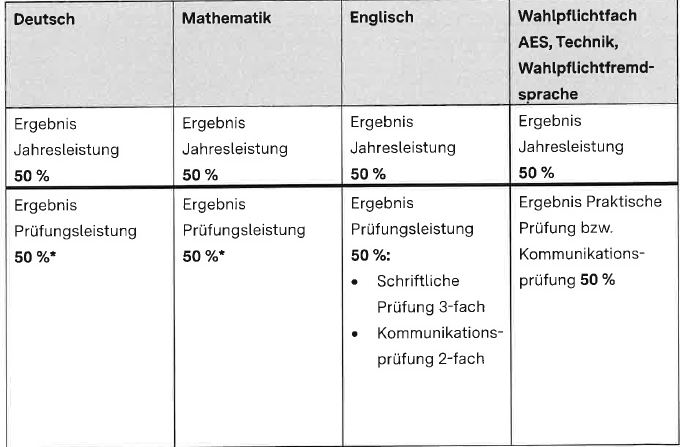 Deutsch
Mathematik
Englisch
Wahlpflichtfach
AES, Technik,
Wahlpflichtfremd-
sprache
Ergebnis
Jahresleistung
50 %
Ergebnis
Jahresleistung
50 %
Ergebnis
Jahresleistung
50 %
Ergebnis
Jahresleistung
50 %
Ergebnis
Prüfungsleistung
50 %*
Ergebnis
Prüfungsleistung
50 %*
Ergebnis
Prüfungsleistung
50 %:
• Schriftliche
Prüfung 3-fach
• Kommunikations-
prüfung 2-fach
Ergebnis Praktische
Prüfung bzw.
Kommunikations-
prüfung 50 %